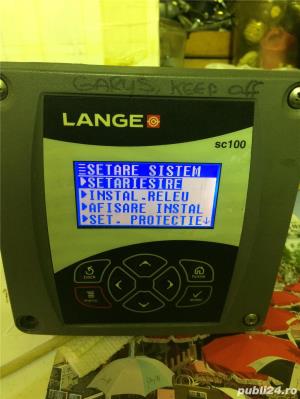 GARYS, KEEP OFF
LANGE
sc100
SETARE SISTEM
SETARIESIRE
INSTAL.RELEU
AFISARE INSTAL
SET. PROTECTIE
publi24.ro